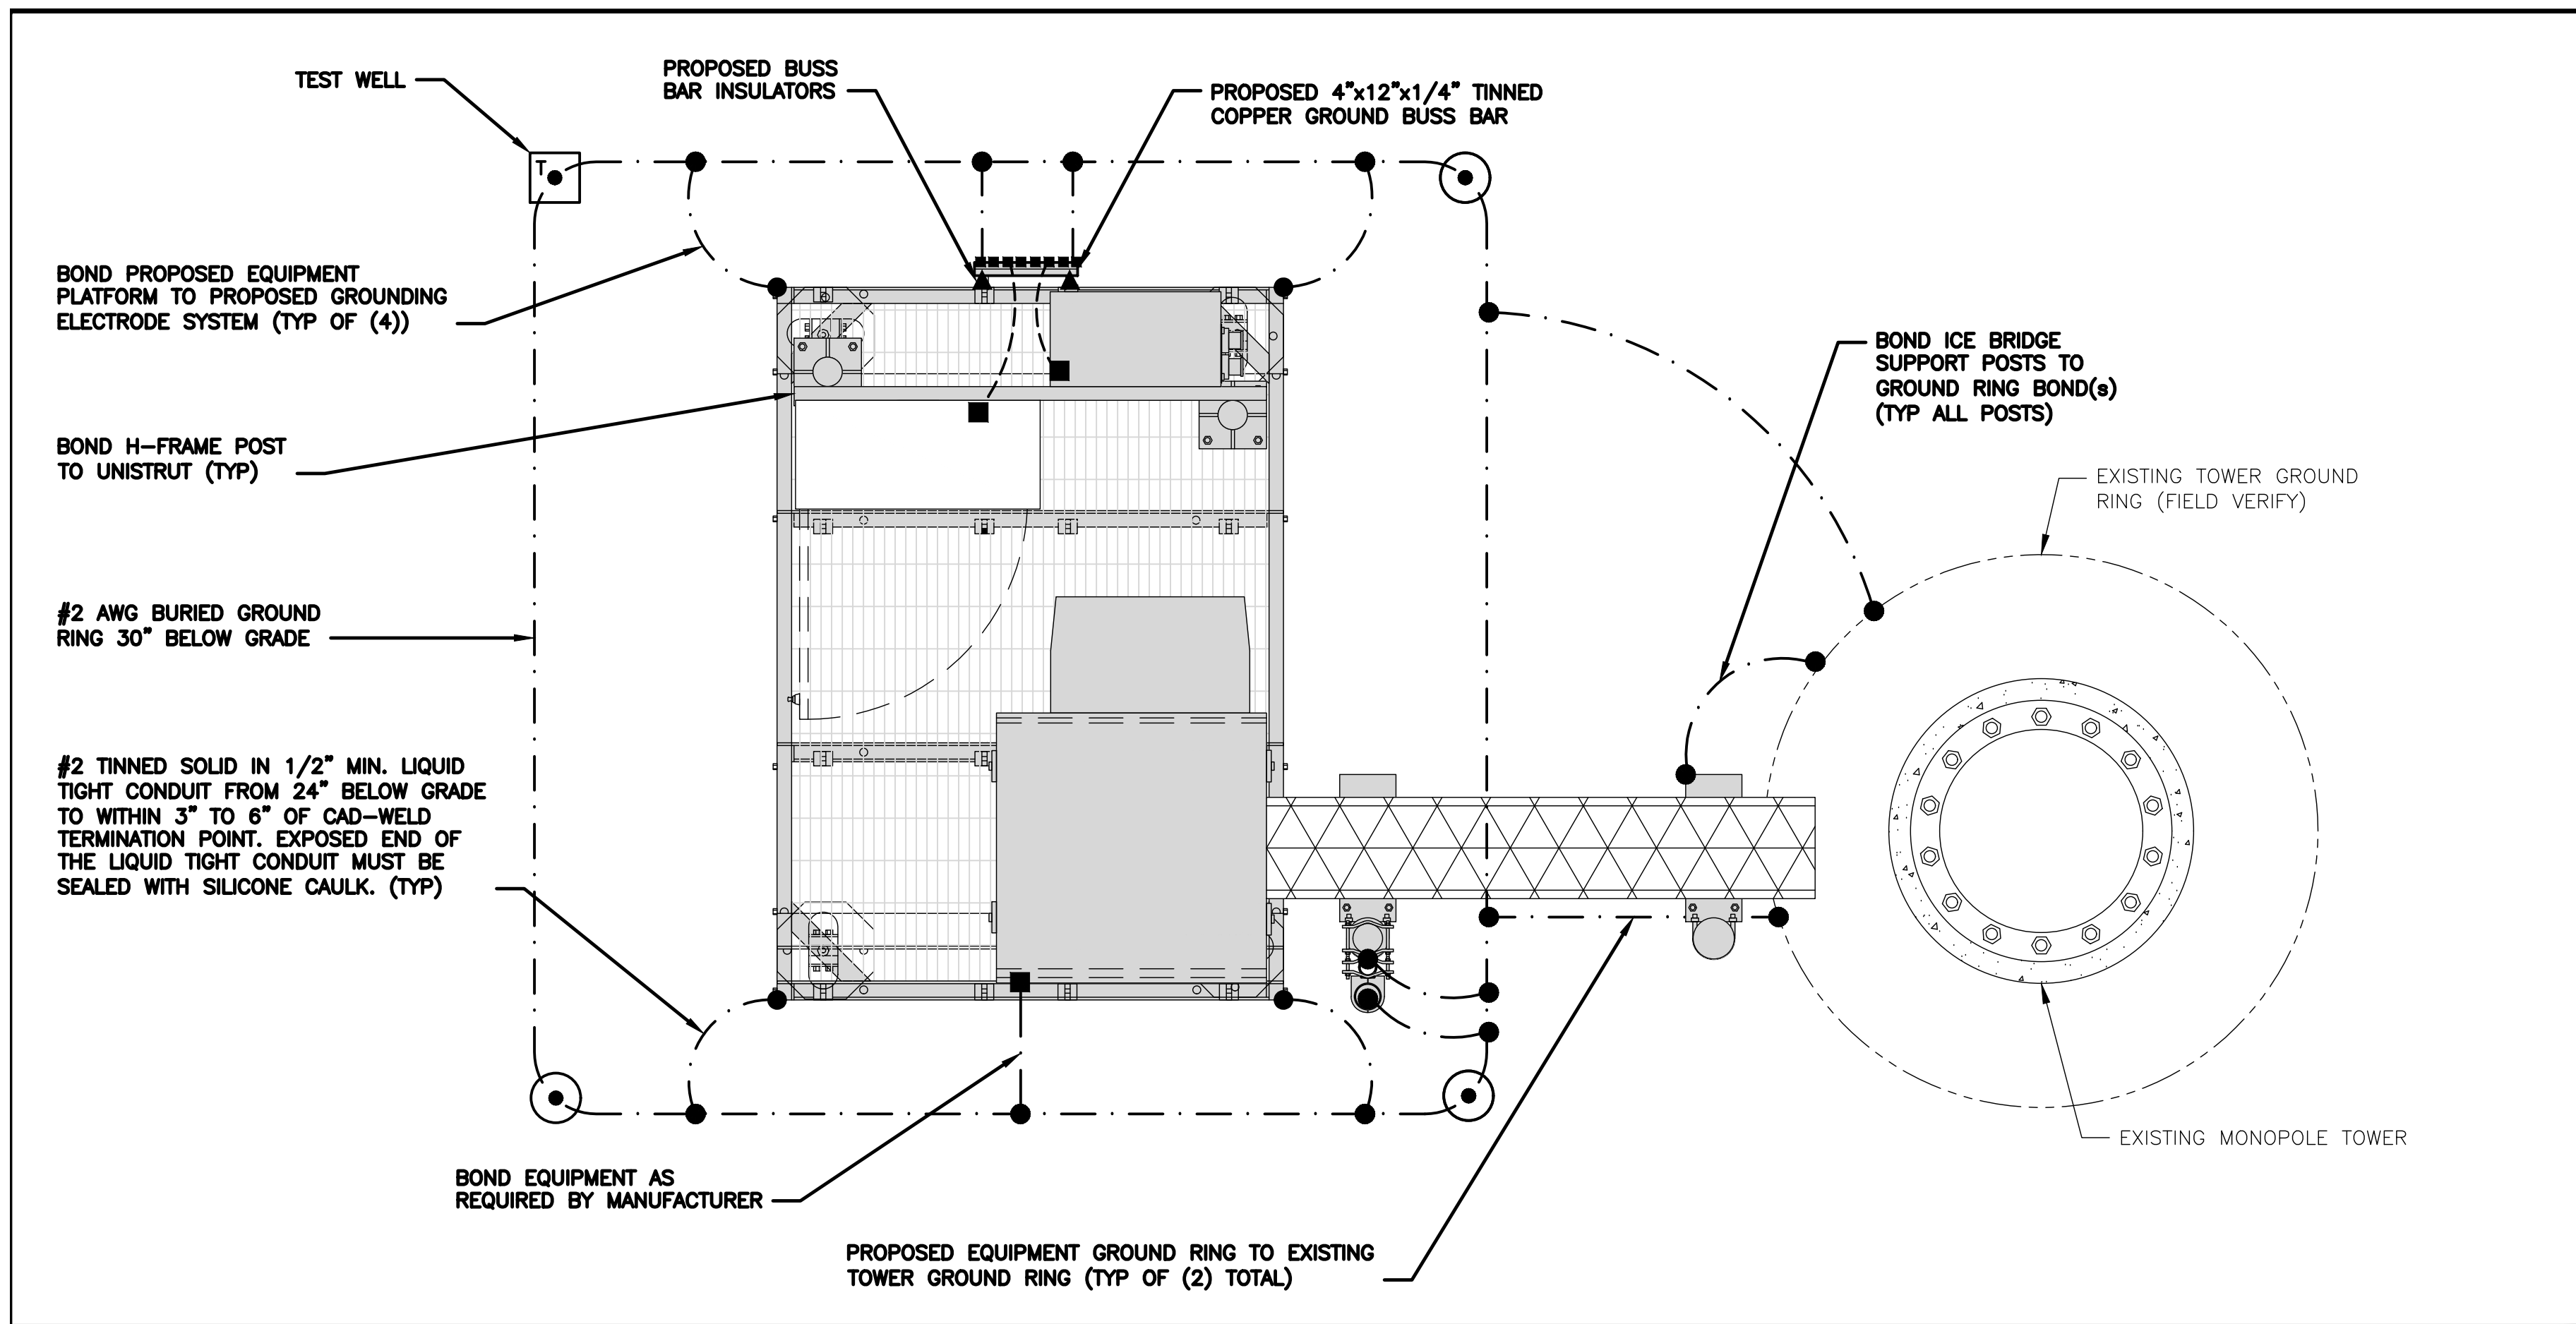 TEST WELL
PROPOSED BUSS
BAR INSULATORS
PROPOSED 4"x12"x1/4" TINNED
COPPER GROUND BUSS BAR
T
BOND PROPOSED EQUIPMENT
PLATFORM TO PROPOSED GROUNDING
ELECTRODE SYSTEM (TYP OF (4))
BOND ICE BRIDGE
SUPPORT POSTS TO
GROUND RING BOND(s)
(TYP ALL POSTS)
BOND H-FRAME POST
TO UNISTRUT (TYP)
EXISTING TOWER GROUND
RING (FIELD VERIFY)
#2 AWG BURIED GROUND
RING 30" BELOW GRADE
#2 TINNED SOLID IN 1/2" MIN. LIQUID
TIGHT CONDUIT FROM 24" BELOW GRADE
TO WITHIN 3" TO 6" OF CAD-WELD
TERMINATION POINT. EXPOSED END OF
THE LIQUID TIGHT CONDUIT MUST BE
SEALED WITH SILICONE CAULK. (TYP)
EXISTING MONOPOLE TOWER
BOND EQUIPMENT AS
REQUIRED BY MANUFACTURER
PROPOSED EQUIPMENT GROUND RING TO EXISTING
TOWER GROUND RING (TYP OF (2) TOTAL)